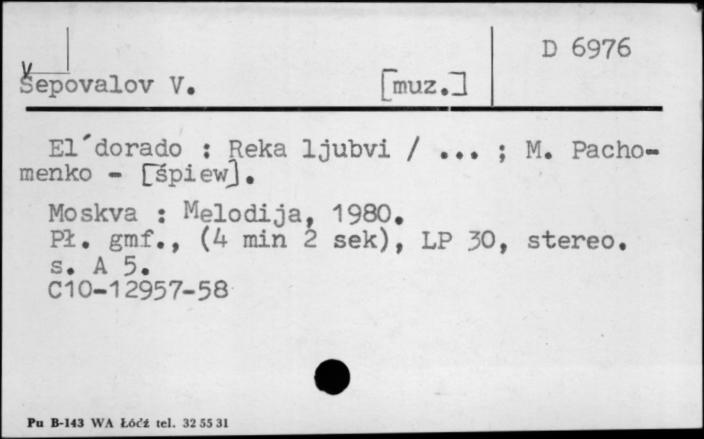 D 6976
Šepovalov V. [muz.]
El´dorado : Reka ljubvi / ... ; M. Pacho-
menko - [śpiew].
Moskva : Melodija, 1980.
Pł. gmf., (4 min 2 sek), LP 30, stereo.
s. A 5.
C10-12957-58
Pu B-143 WA Łódź tel. 32 55 31